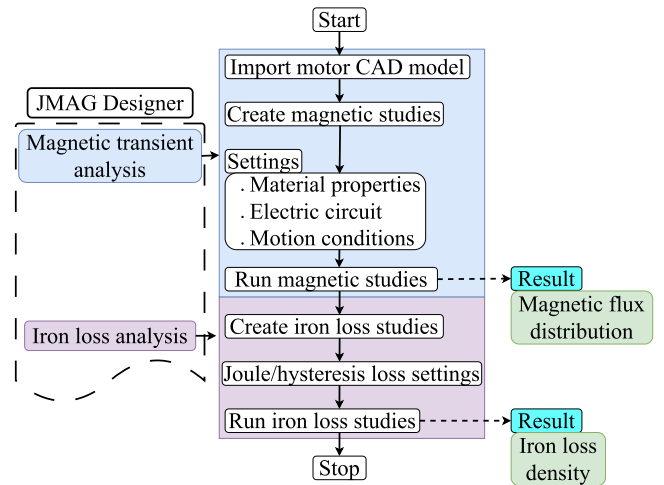 Start
Import motor CAD model
JMAG Designer
Create magnetic studies
Magnetic transient
analysis
Settings
. Material properties
. Electric circuit
. Motion conditions
Run magnetic studies
Result
Magnetic flux
distribution
Iron loss analysis
Create iron loss studies
Joule/hysteresis loss settings
Run iron loss studies
Result
Iron loss
density
Stop